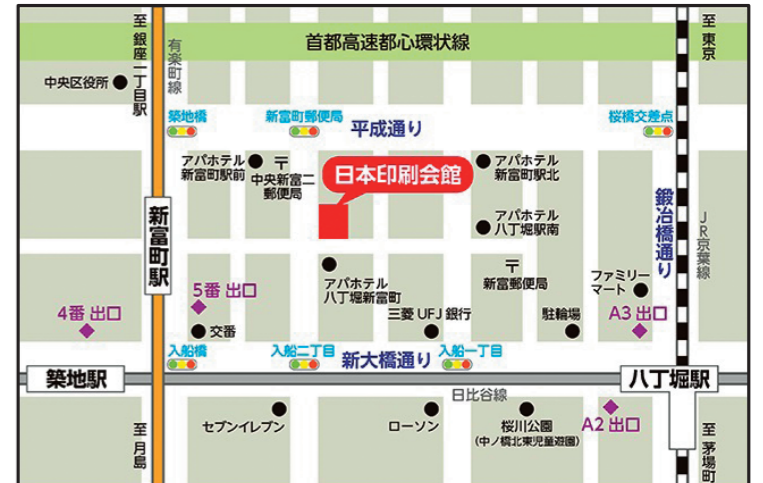 至銀座一丁目駅
有楽町線
首都高速都心環状線
至東京
中央区役所
築地橋
新富町郵便局
平成通り
桜橋交差点
アパホテル
新富町駅前
〒
中央新富二
郵便局
日本印刷会館
アパホテル
新富町駅北
アパホテル
八丁堀駅南
鍛冶橋通り
JR京葉線
新富町駅
アパホテル
八丁堀新富町
〒
新富郵便局
ファミリー
マート
4番 出口
5番 出口
交番
三菱UFJ銀行
駐輪場
A3 出口
入船橋
入船二丁目
新大橋通り
入船一丁目
築地駅
八丁堀駅
日比谷線
セブンイレブン
ローソン
桜川公園
(中ノ橋北東児童遊園)
A2 出口
至月島
至茅場町